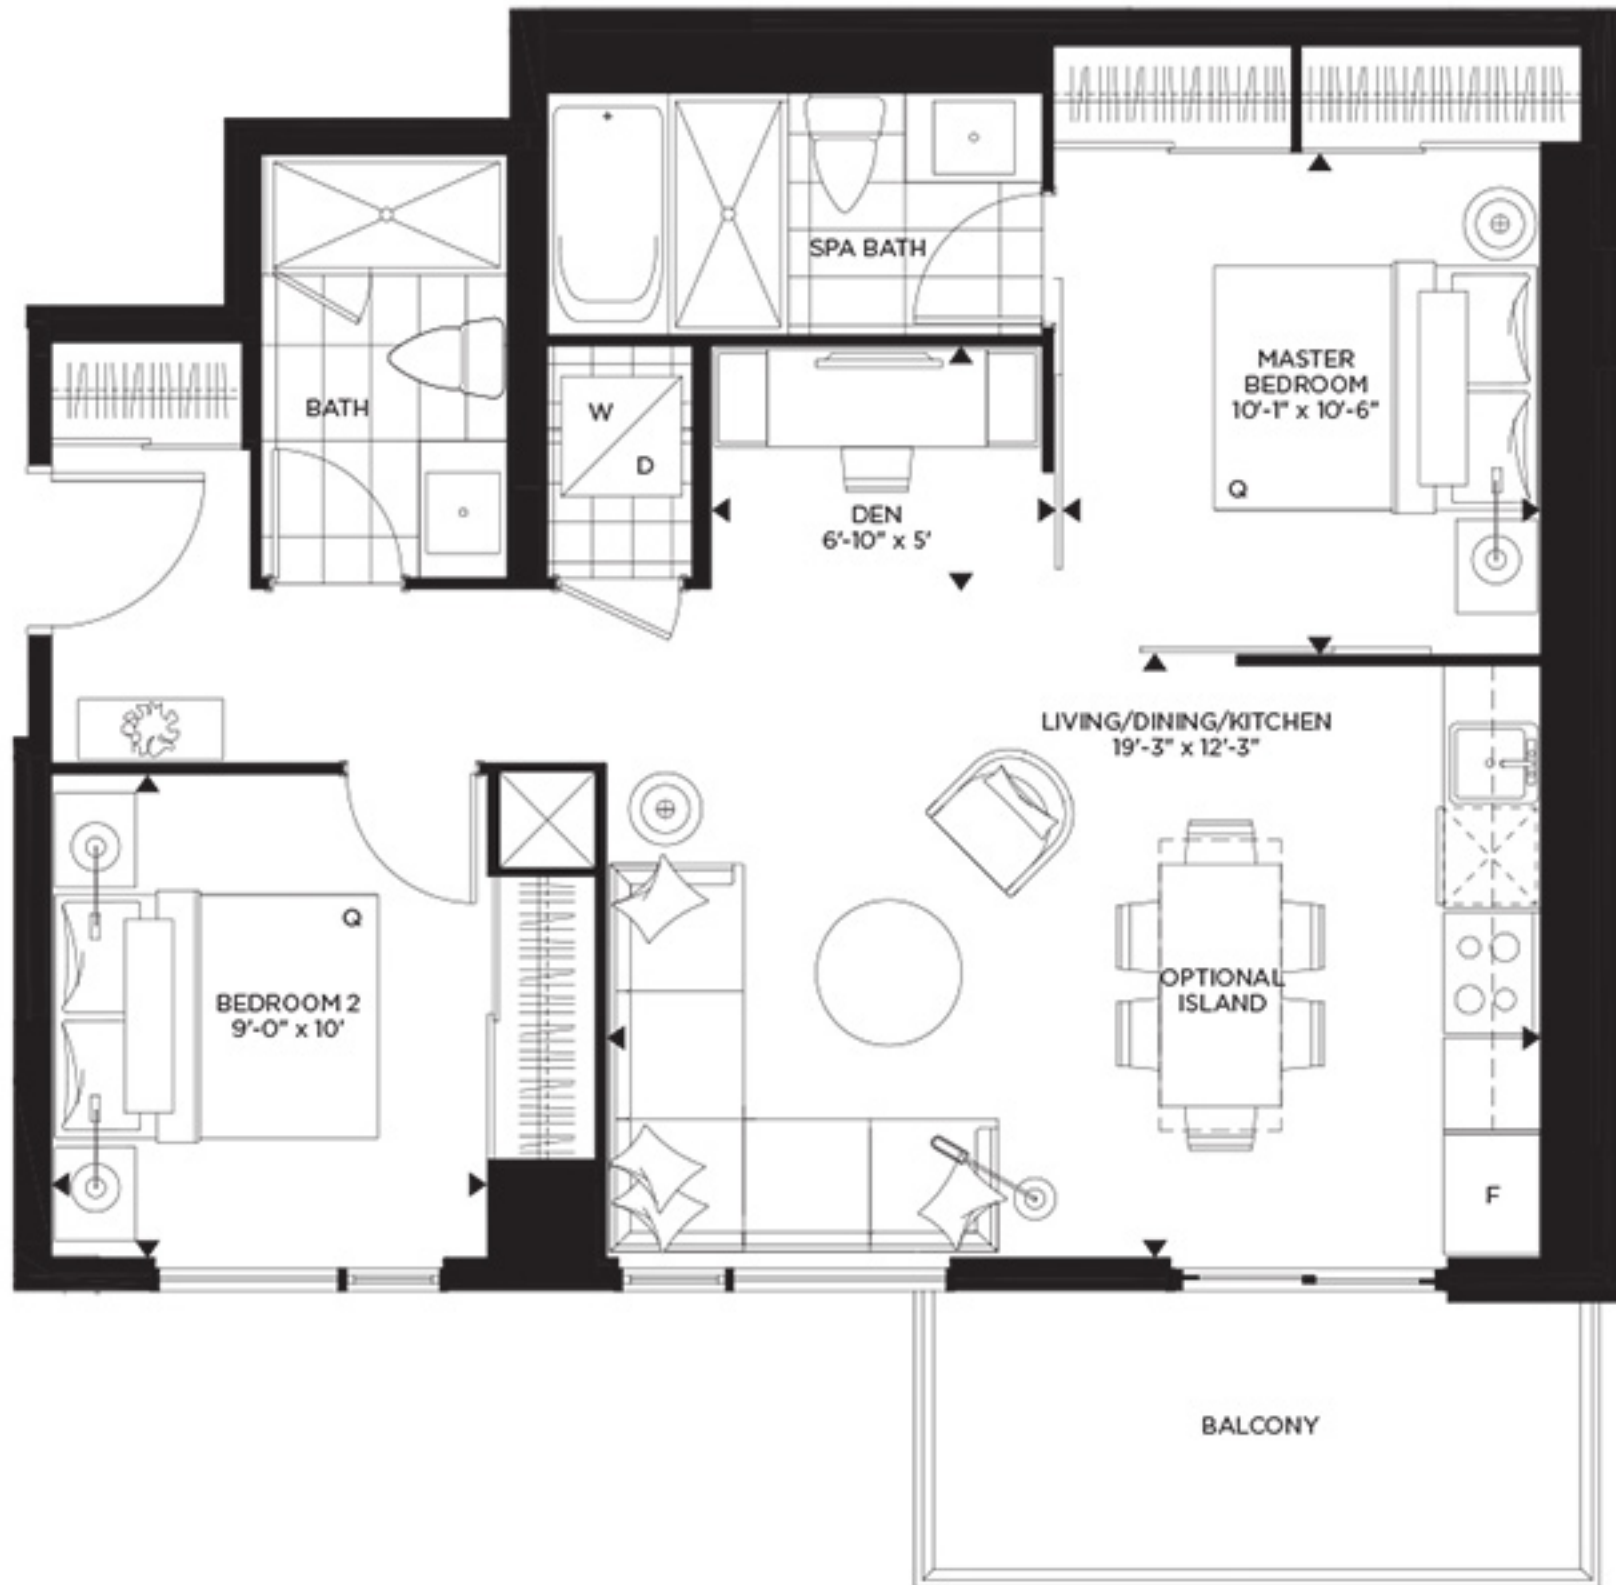 SPA BATH
MASTER
BEDROOM
10'-1" x 10'-6"
Q
BATH
W
D
DEN
6'-10" x 5'
LIVING/DINING/KITCHEN
19'-3" x 12'-3"
Q
BEDROOM 2
9'-0" x 10'
OPTIONAL
ISLAND
F
BALCONY